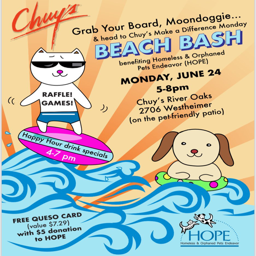 Chuy's
Grab Your Board, Moondoggie...
& head to Chuy's Make a Difference Monday
BEACH BASH
benefiting Homeless & Orphaned
Pets Endeavor (HOPE)
MONDAY, JUNE 24
5-8pm
Chuy's River Oaks
2706 Westheimer
(on the pet-friendly patio)
RAFFLE!
GAMES!
Happy Hour drink specials
4-7 pm
FREE QUESO CARD
(value $7.29)
with $5 donation
to HOPE
HOPE
Homeless & Orphaned Pets Endeavor